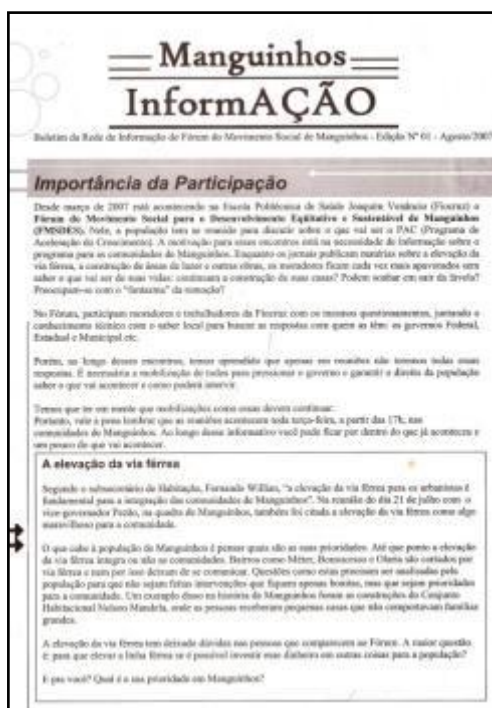 Manguinhos
InformAÇÃO
Boletim da Rede de Informação do Fórum do Movimento Social de Manguinhos - Edição Nº 01 - Agosto/2007
Importância da Participação
Desde março de 2007 está acontecendo na Escola Politécnica de Saúde Joaquim Venâncio (Fiocruz) o
Fórum do Movimento Social para o Desenvolvimento Eqüitativo e Sustentável de Manguinhos
(FMSDES). Nele, a população tem se reunido para discutir sobre o que vai ser o PAC (Programa de
Aceleração do Crescimento). A motivação para esses encontros está na necessidade de informação sobre o
programa para as comunidades de Manguinhos. Enquanto os jornais publicam matérias sobre a elevação da
via férrea, a construção de áreas de lazer e outras obras, os moradores ficam cada vez mais apavorados sem
saber o que vai ser de suas vidas: continuam a construção de suas casas? Podem sonhar em sair da favela?
Preocupam-se com o "fantasma" da remoção?
No Fórum, participam moradores e trabalhadores da Fiocruz com os mesmos questionamentos, juntando o
conhecimento técnico com o saber local para buscar as respostas com quem as têm: os governos Federal,
Estadual e Municipal etc.
Porém, ao longo desses encontros, temos aprendido que apenas em reuniões não teremos todas essas
respostas. É necessária a mobilização de todos para pressionar o governo e garantir o direito da população
saber o que vai acontecer e como poderá intervir.
Temos que ter em mente que mobilizações como essas devem continuar.
Portanto, vale a pena lembrar que as reuniões acontecem toda terça-feira, a partir das 17h, nas
comunidades de Manguinhos. Ao longo desse informativo você pode ficar por dentro do que já aconteceu e
um pouco do que vai acontecer.
A elevação da via férrea
Segundo o subsecretário de Habitação, Fernando Willian, "a elevação da via férrea para os urbanistas é
fundamental para a integração das comunidades de Manguinhos". Na reunião do dia 21 de julho com o
vice-governador Pezão, na quadra de Manguinhos, também foi citada a elevação da via férrea como algo
maravilhoso para a comunidade.
O que cabe à população de Manguinhos é pensar quais são as suas prioridades. Até que ponto a elevação
da via férrea integra ou não as comunidades. Bairros como Méier, Bonsucesso e Olaria são cortados por
via férrea e nem por isso deixam de se comunicar. Questões como estas precisam ser analisadas pela
população para que não sejam feitas intervenções que fiquem apenas bonitas, mas que sejam prioridades
para a comunidade. Um exemplo disso na história de Manguinhos foram as construções do Conjunto
Habitacional Nelson Mandela, onde as pessoas receberam pequenas casas que não comportavam famílias
grandes.
A elevação da via férrea tem deixado dúvidas nas pessoas que comparecem ao Fórum. A maior questão
é: para que elevar a linha férrea se é possível investir esse dinheiro em outras coisas para a população?
E pra você? Qual é a sua prioridade em Manguinhos?